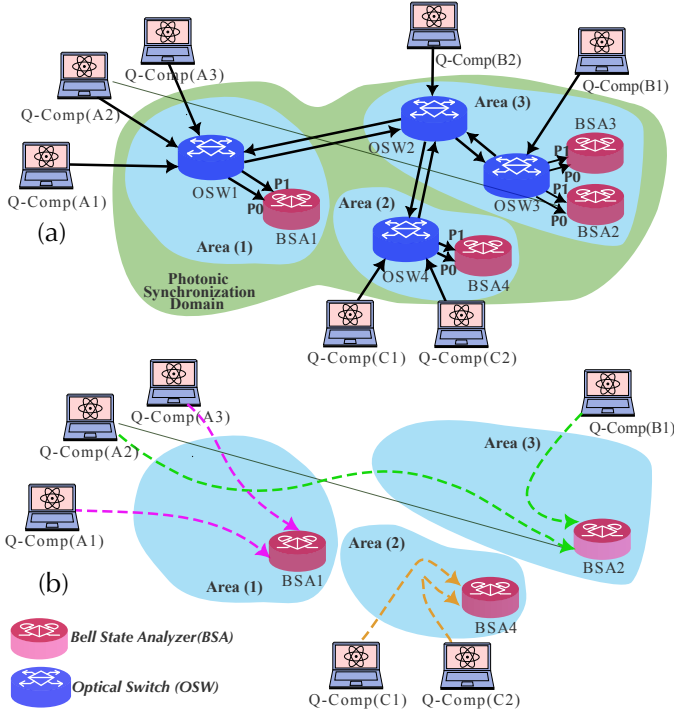 Q-Comp(A3)
Q-Comp(B2)
Q-Comp(A2)
Q-Comp(B1)
Area (3)
BSA3
OSW2
P1
P0
OSW1
P1
P0
Q-Comp(A1)
OSW3
P1
P0
BSA2
Area (2)
(a)
Area (1)
BSA1
P1
P0
OSW4
BSA4
Photonic
Synchronization
Domain
Q-Comp(C1)
Q-Comp(C2)
Q-Comp(A3)
Q-Comp(B1)
Q-Comp(A2)
Area (3)
Q-Comp(A1)
Area (2)
(b)
Area (1)
BSA1
BSA2
BSA4
Bell State Analyzer(BSA)
Optical Switch (OSW)
Q-Comp(C1)
Q-Comp(C2)